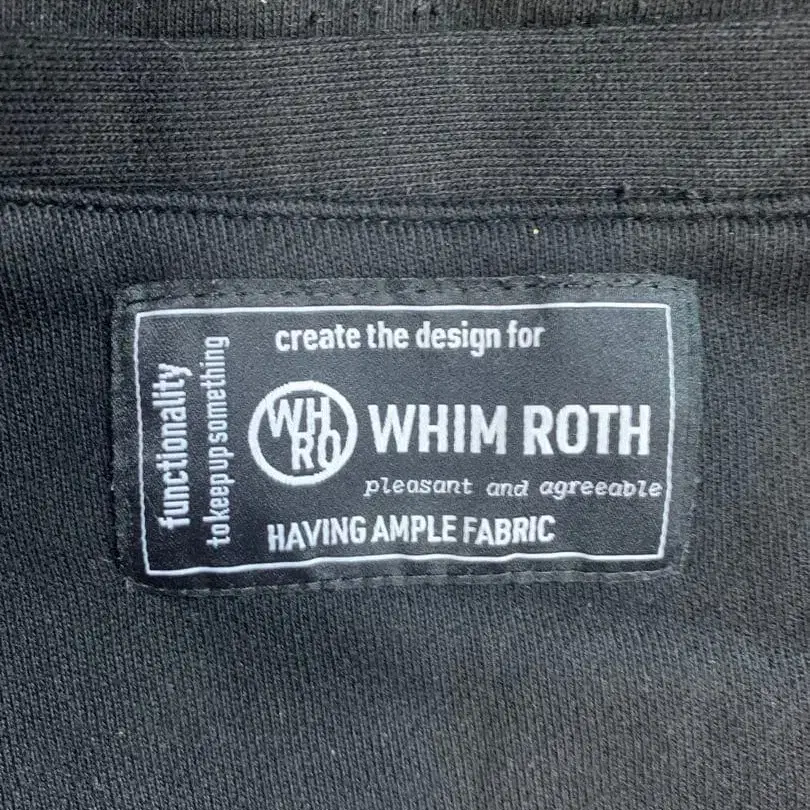 create the design for
functionality
to keep up something
WH
RO
WHIM ROTH
pleasant and agreeable
HAVING AMPLE FABRIC